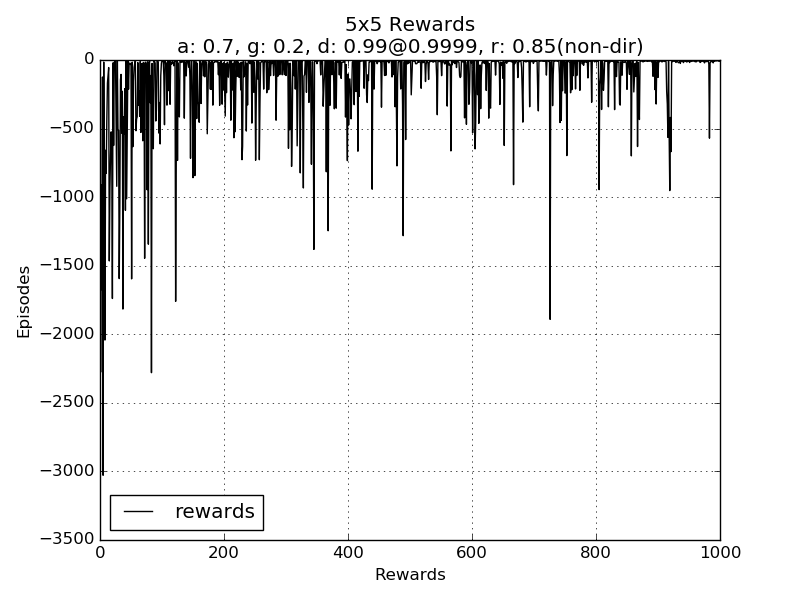 5x5 Rewards
a: 0.7, g: 0.2, d: 0.99@0.9999, r: 0.85(non-dir)
0
−500
−1000
−1500
−2000
−2500
−3000
−3500
Episodes
rewards
0 200 400 600 800 1000
Rewards